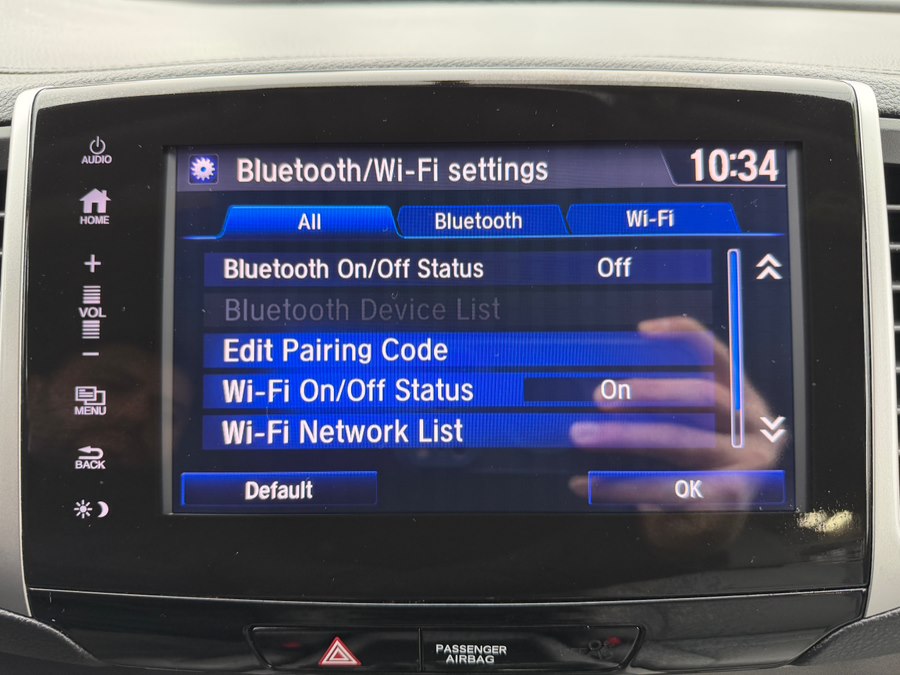 AUDIO
HOME
+
VOL
−
MENU
BACK
Bluetooth/Wi-Fi settings 10:34
All Bluetooth Wi-Fi
Bluetooth On/Off Status Off
Bluetooth Device List
Edit Pairing Code
Wi-Fi On/Off Status On
Wi-Fi Network List
Default OK
PASSENGER
AIRBAG